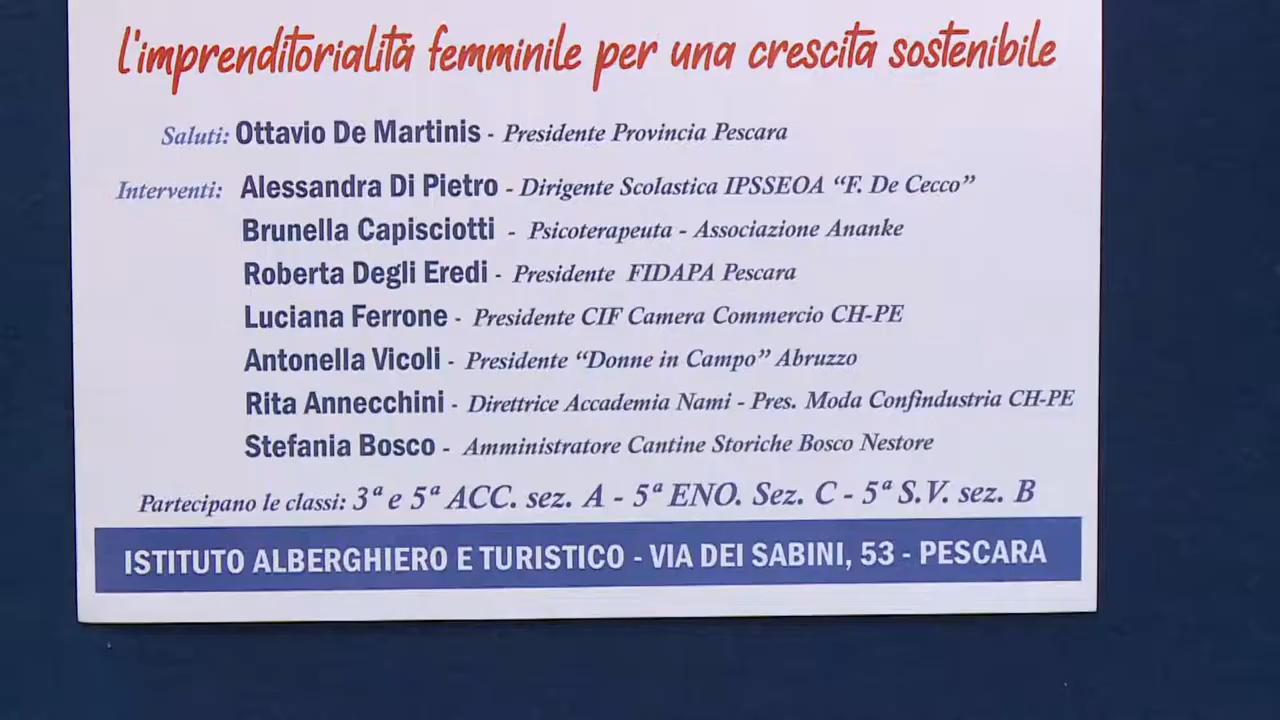 l'imprenditorialità femminile per una crescita sostenibile
Saluti: Ottavio De Martinis - Presidente Provincia Pescara
Interventi: Alessandra Di Pietro - Dirigente Scolastica IPSSEOA “F. De Cecco”
Brunella Capisciotti - Psicoterapeuta - Associazione Ananke
Roberta Degli Eredi - Presidente FIDAPA Pescara
Luciana Ferrone - Presidente CIF Camera Commercio CH-PE
Antonella Vicoli - Presidente “Donne in Campo” Abruzzo
Rita Annecchini - Direttrice Accademia Nami - Pres. Moda Confindustria CH-PE
Stefania Bosco - Amministratore Cantine Storiche Bosco Nestore
Partecipano le classi: 3ª e 5ª ACC. sez. A - 5ª ENO. Sez. C - 5ª S.V. sez. B
ISTITUTO ALBERGHIERO E TURISTICO - VIA DEI SABINI, 53 - PESCARA